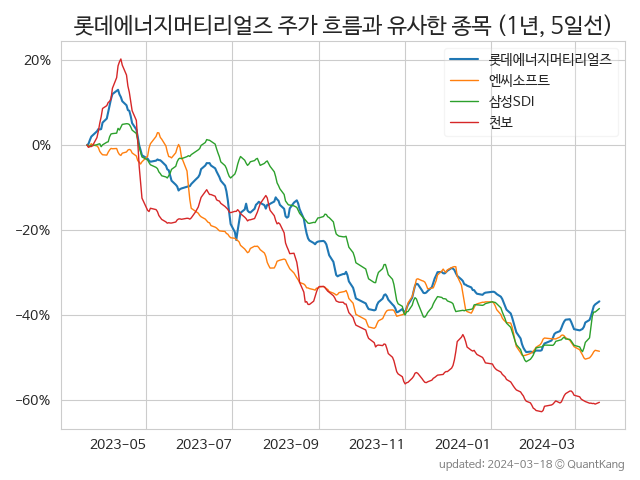 롯데에너지머티리얼즈 주가 흐름과 유사한 종목 (1년, 5일선)
롯데에너지머티리얼즈
엔씨소프트
삼성SDI
천보
20%
0%
−20%
−40%
−60%
2023-05
2023-07
2023-09
2023-11
2024-01
2024-03
updated: 2024-03-18 © QuantKang